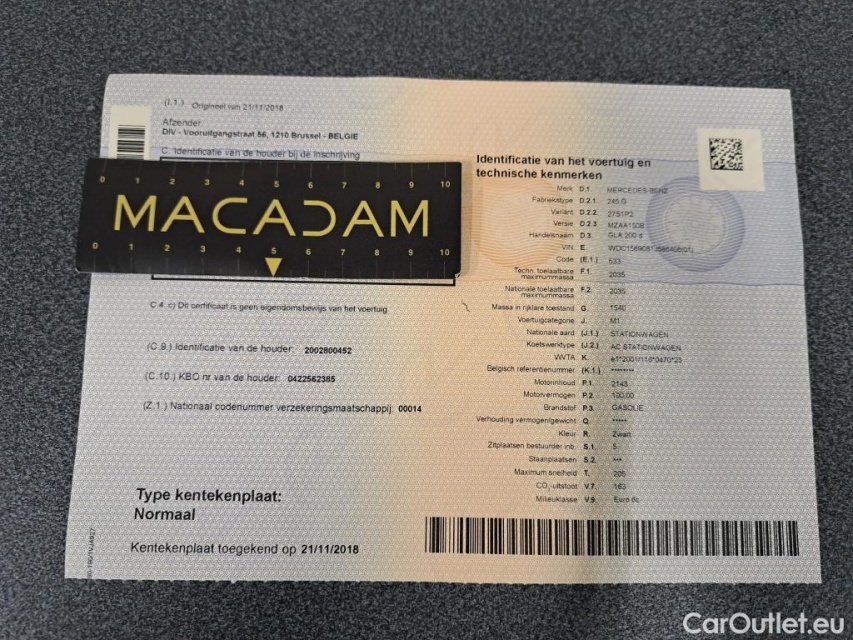 (I.1.) Origineel van 21/11/2018
Afzender:
DIV - Vooruitgangstraat 56, 1210 Brussel - BELGIE
C. Identificatie van de houder bij de inschrijving
0 1 2 3 4 5 6 7 8 9 10
MACADAM
0 1 2 3 4 5 6 7 8 9 10
C.4. c) Dit certificaat is geen eigendomsbewijs van het voertuig
(C.9.) Identificatie van de houder: 2002800452
(C.10.) KBO nr van de houder: 0422562385
(Z.1.) Nationaal codenummer verzekeringsmaatschappij: 00014
Type kentekenplaat:
Normaal
Kentekenplaat toegekend op 21/11/2018
Identificatie van het voertuig en
technische kenmerken
Merk D.1. MERCEDES-BENZ
Fabriekstype D.2.1 245 G
Variant D.2.2 27S1P2
Versie D.2.3 MZAA150B
Handelsnaam D.3. GLA 200 d
VIN E.
Code (E.1.) 533
Techn. toelaatbare maximummassa F.1. 2035
Nationale toelaatbare maximummassa F.2. 2035
Massa in rijklare toestand G. 1540
Voertuigcategorie J. M1
Nationale aard (J.1.) STATIONWAGEN
Koetswerktype (J.2.) AC STATIONWAGEN
WVTA K. e1*2001/116*0470*25
Belgisch referentienummer (K.1.) ********
Motorinhoud P.1. 2143
Motorvermogen P.2. 100.00
Brandstof P.3. GASOLIE
Verhouding vermogen/gewicht Q. *****
Kleur R. Zwart
Zitplaatsen bestuurder inb. S.1. 5
Staanplaatsen S.2. ***
Maximum snelheid T. 205
CO2-uitstoot V.7. 163
Milieuklasse V.9. Euro 6c
CarOutlet.eu